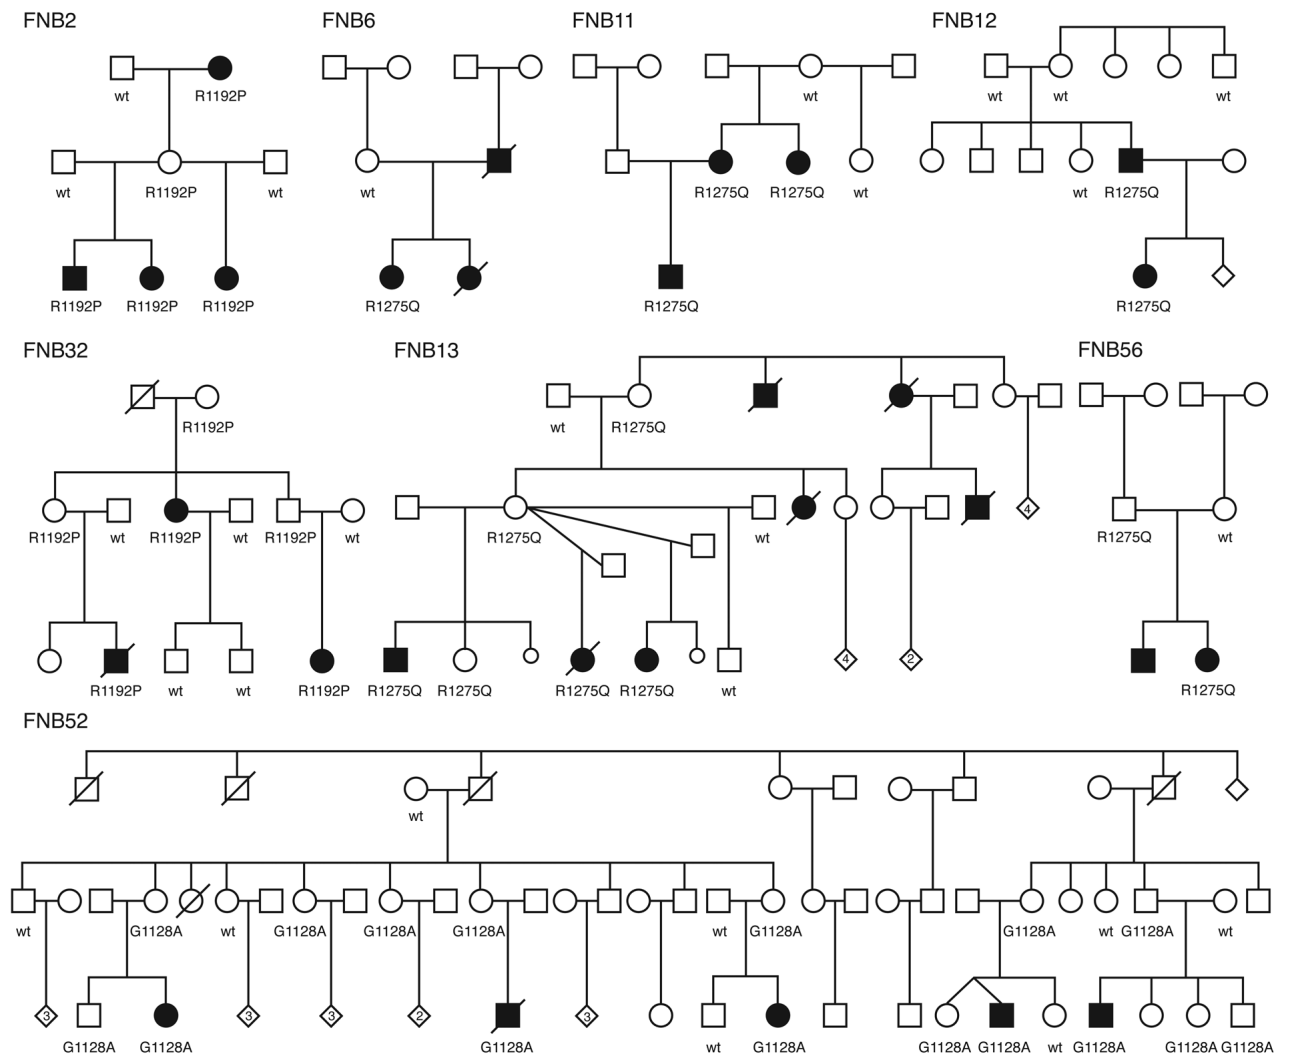 FNB2 FNB6 FNB11 FNB12
wt R1192P wt wt wt wt
wt R1192P wt wt R1275Q R1275Q wt wt R1275Q
R1192P R1192P R1192P R1275Q R1275Q R1275Q
FNB32 FNB13 FNB56
R1192P wt R1275Q
4
R1192P wt R1192P wt R1192P wt R1275Q wt R1275Q wt
4 2
R1192P wt wt R1192P R1275Q R1275Q R1275Q R1275Q wt R1275Q
FNB52
wt
wt G1128A wt G1128A G1128A G1128A wt G1128A G1128A wt G1128A wt
3 3 3 2 3
G1128A G1128A G1128A wt G1128A G1128A G1128A wt G1128A G1128A G1128A